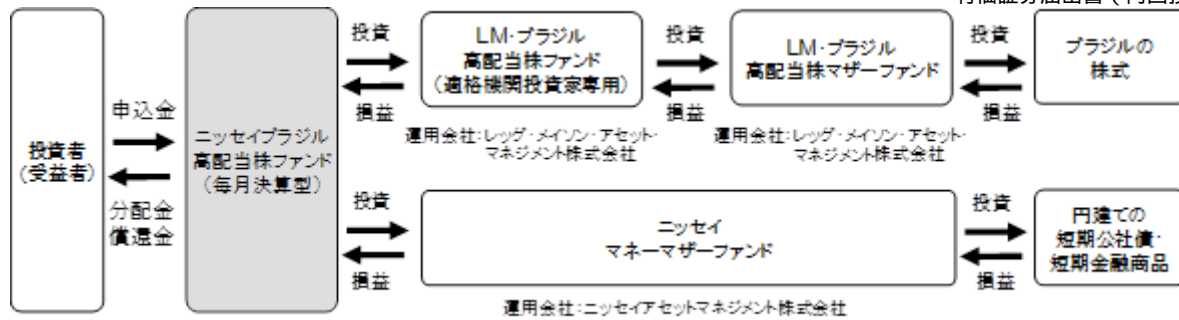 投資者
(受益者)
申込金
分配金
償還金
ニッセイブラジル
高配当株ファンド
(毎月決算型)
投資
損益
LM・ブラジル
高配当株ファンド
(適格機関投資家専用)
運用会社:レッグ・メイソン・アセット・
マネジメント株式会社
投資
損益
LM・ブラジル
高配当株マザーファンド
運用会社:レッグ・メイソン・アセット・
マネジメント株式会社
投資
損益
ブラジルの
株式
投資
損益
ニッセイ
マネーマザーファンド
運用会社:ニッセイアセットマネジメント株式会社
投資
損益
円建ての
短期公社債・
短期金融商品